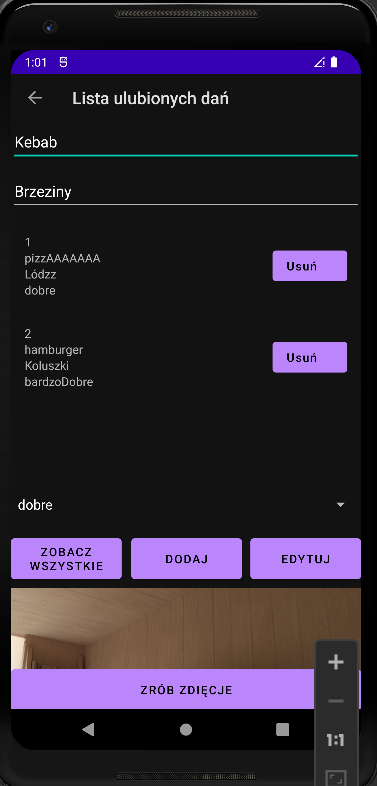 1:01
Lista ulubionych dań
Kebab
Brzeziny
1
pizzAAAAAAA
Lódzz
dobre
Usuń
2
hamburger
Koluszki
bardzoDobre
Usuń
dobre
ZOBACZ
WSZYSTKIE
DODAJ
EDYTUJ
ZRÓB ZDIĘCJE
1:1